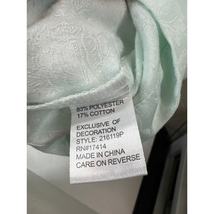 83% POLYESTER
17% COTTON
EXCLUSIVE OF
DECORATION
STYLE: 216119P
RN#17414
MADE IN CHINA
CARE ON REVERSE